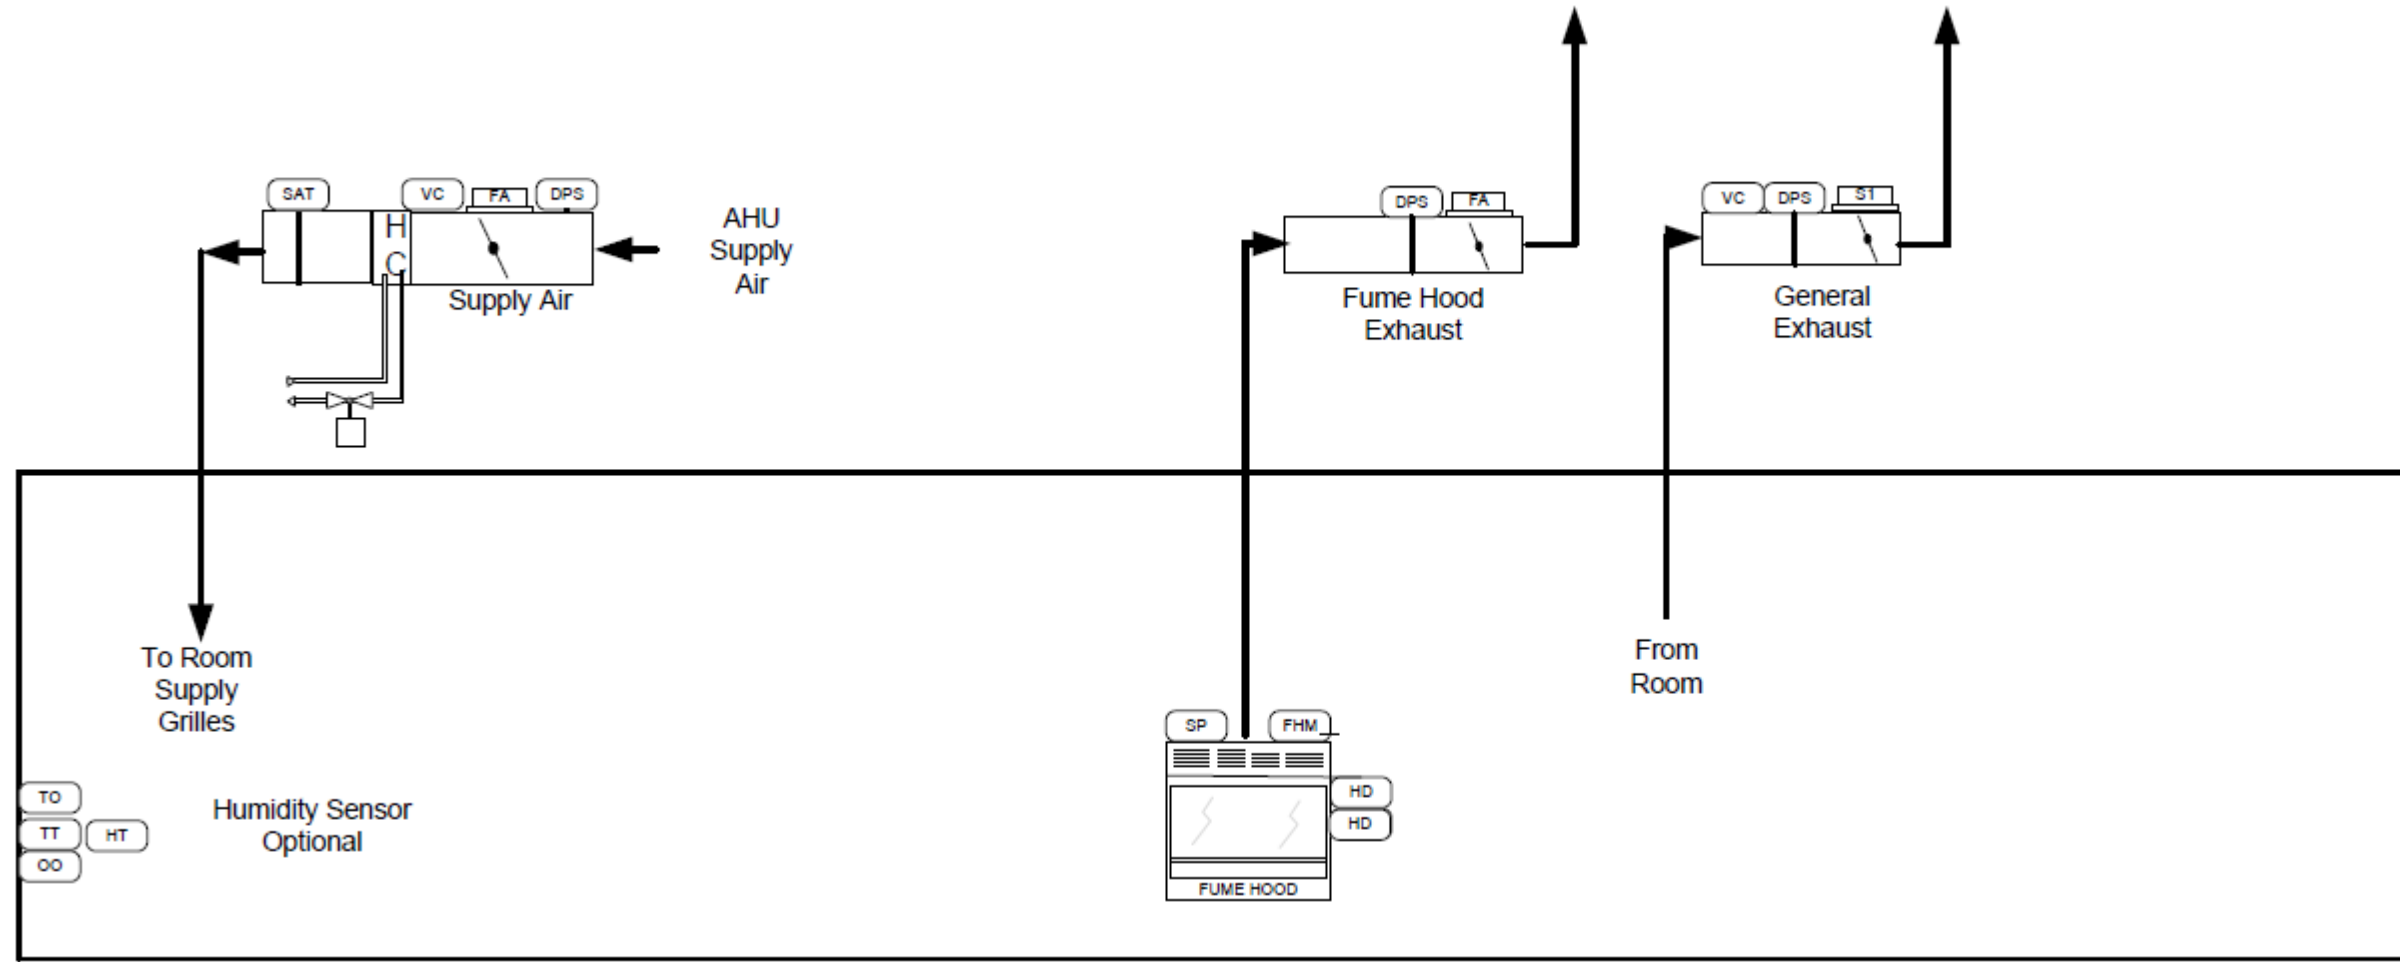 SAT
VC
FA
DPS
H
C
Supply Air
AHU
Supply
Air
DPS
FA
Fume Hood
Exhaust
VC
DPS
S1
General
Exhaust
To Room
Supply
Grilles
From
Room
SP
FHM
HD
HD
FUME HOOD
TO
TT
HT
OO
Humidity Sensor
Optional